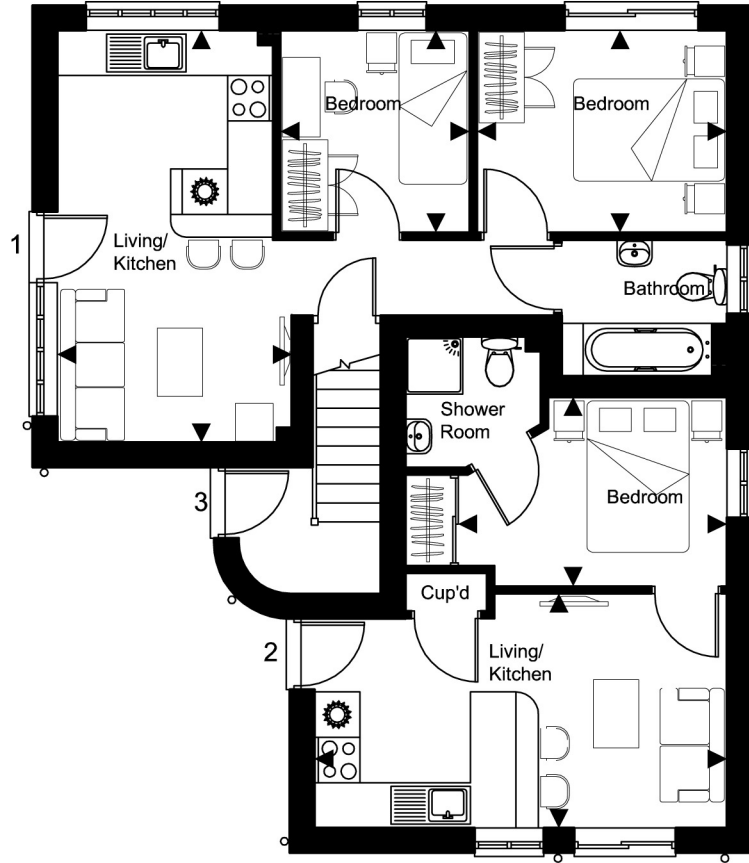 Bedroom
Bedroom
1
Living/
Kitchen
Bathroom
Shower
Room
3
Bedroom
Cup'd
2
Living/
Kitchen